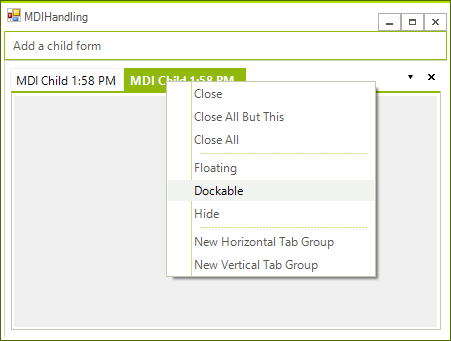 MDIHandling
Add a child form
MDI Child 1:58 PM MDI Child 1:58 PM
Close
Close All But This
Close All
Floating
Dockable
Hide
New Horizontal Tab Group
New Vertical Tab Group